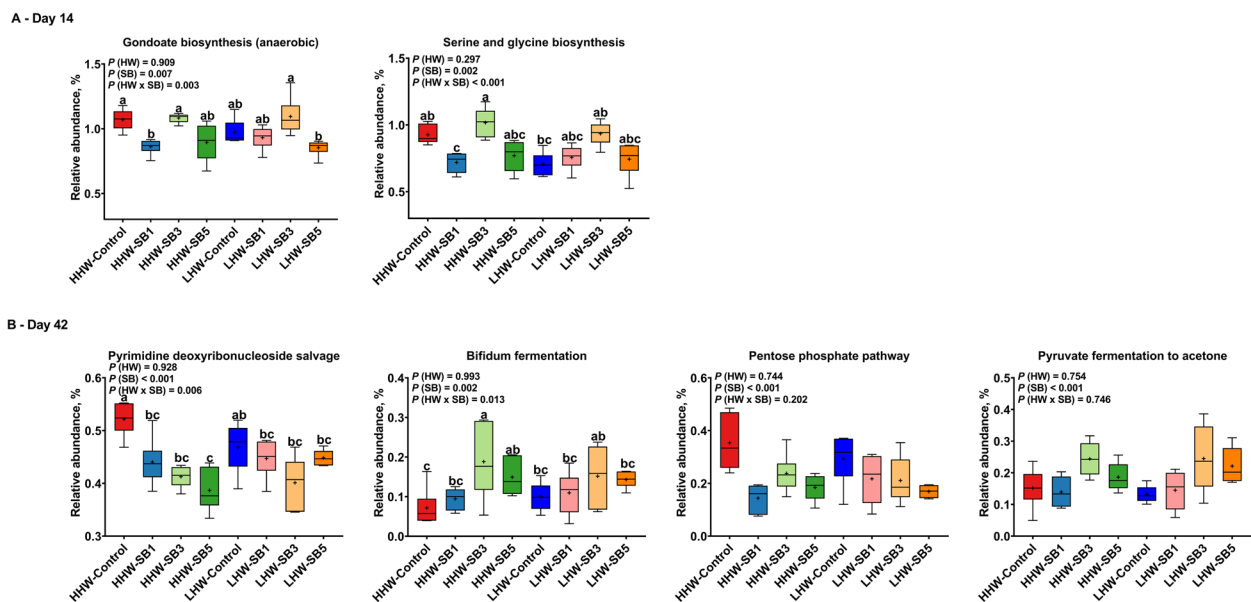 A - Day 14
Gondoate biosynthesis (anaerobic)
P (HW) = 0.909
P (SB) = 0.007
P (HW x SB) = 0.003
Relative abundance, %
1.5
1.0
0.5
a
b
a
ab
ab
ab
a
b
HHW-Control
HHW-SB1
HHW-SB3
HHW-SB5
LHW-Control
LHW-SB1
LHW-SB3
LHW-SB5
Serine and glycine biosynthesis
P (HW) = 0.297
P (SB) = 0.002
P (HW x SB) < 0.001
Relative abundance, %
1.5
1.0
0.5
ab
c
a
abc
bc
abc
ab
abc
HHW-Control
HHW-SB1
HHW-SB3
HHW-SB5
LHW-Control
LHW-SB1
LHW-SB3
LHW-SB5
B - Day 42
Pyrimidine deoxyribonucleoside salvage
P (HW) = 0.928
P (SB) < 0.001
P (HW x SB) = 0.006
Relative abundance, %
0.6
0.5
0.4
0.3
a
bc
bc
c
ab
bc
bc
bc
HHW-Control
HHW-SB1
HHW-SB3
HHW-SB5
LHW-Control
LHW-SB1
LHW-SB3
LHW-SB5
Bifidum fermentation
P (HW) = 0.993
P (SB) = 0.002
P (HW x SB) = 0.013
Relative abundance, %
0.4
0.3
0.2
0.1
0.0
c
bc
a
ab
bc
bc
ab
bc
HHW-Control
HHW-SB1
HHW-SB3
HHW-SB5
LHW-Control
LHW-SB1
LHW-SB3
LHW-SB5
Pentose phosphate pathway
P (HW) = 0.744
P (SB) < 0.001
P (HW x SB) = 0.202
Relative abundance, %
0.6
0.4
0.2
0.0
HHW-Control
HHW-SB1
HHW-SB3
HHW-SB5
LHW-Control
LHW-SB1
LHW-SB3
LHW-SB5
Pyruvate fermentation to acetone
P (HW) = 0.754
P (SB) < 0.001
P (HW x SB) = 0.746
Relative abundance, %
0.5
0.4
0.3
0.2
0.1
0.0
HHW-Control
HHW-SB1
HHW-SB3
HHW-SB5
LHW-Control
LHW-SB1
LHW-SB3
LHW-SB5